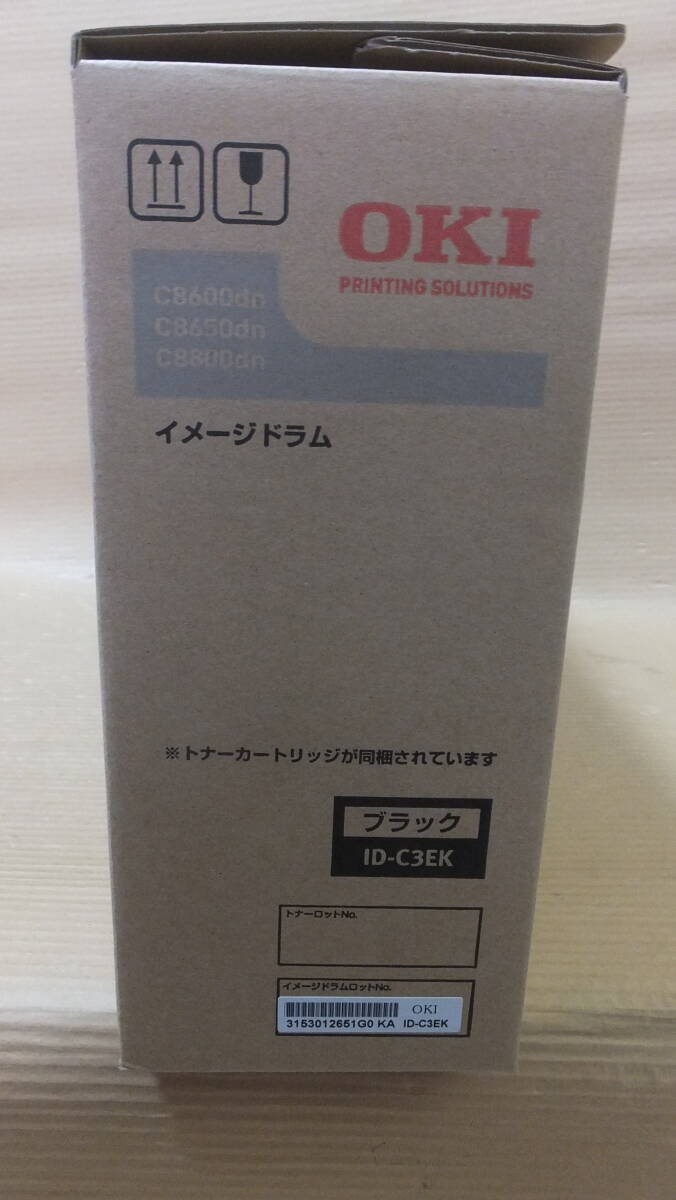 OKI
PRINTING SOLUTIONS
C8600dn
C8650dn
C8800dn
イメージドラム
※トナーカートリッジが同梱されています
ブラック
ID-C3EK
トナーロットNo.
イメージドラムロットNo.
OKI
3153012651G0 KA ID-C3EK